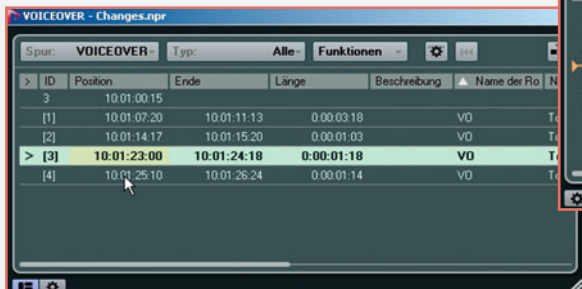 VOICEOVER - Changes.npr
Spur: VOICEOVER Typ: Alle Funktionen
> ID Position Ende Länge Beschreibung Name der Ro N
3 10:01:00:15
[1] 10:01:07:20 10:01:11:13 0:00:03:18 VO
[2] 10:01:14:17 10:01:15:20 0:00:01:03 VO
> [3] 10:01:23:00 10:01:24:18 0:00:01:18 VO
[4] 10:01:25:10 10:01:26:24 0:00:01:14 VO